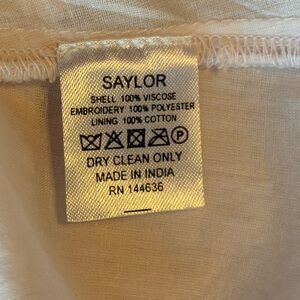 SAYLOR
SHELL 100% VISCOSE
EMBROIDERY 100% POLYESTER
LINING 100% COTTON
P
DRY CLEAN ONLY
MADE IN INDIA
RN 144636